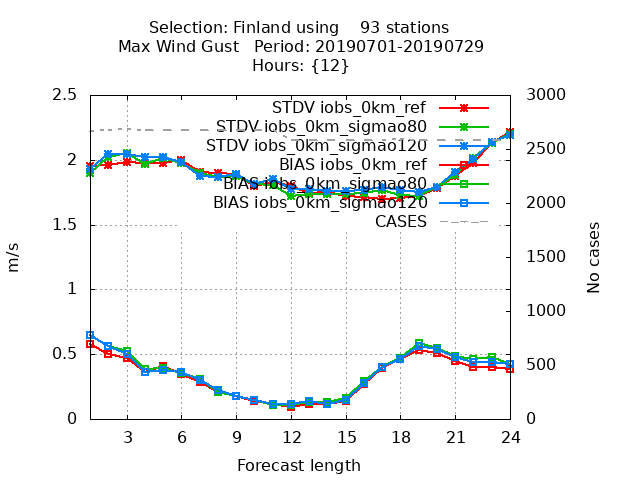 Selection: Finland using 93 stations
Max Wind Gust Period: 20190701-20190729
Hours: {12}
2.5 3000
STDV iobs_0km_ref
STDV iobs_0km_sigmao80
STDV iobs_0km_sigmao120
BIAS iobs_0km_ref
BIAS iobs_0km_sigmao80
BIAS iobs_0km_sigmao120
CASES
2 2500
1.5 2000
1 1500
0.5 1000
0 500
0
m/s
No cases
3 6 9 12 15 18 21 24
Forecast length